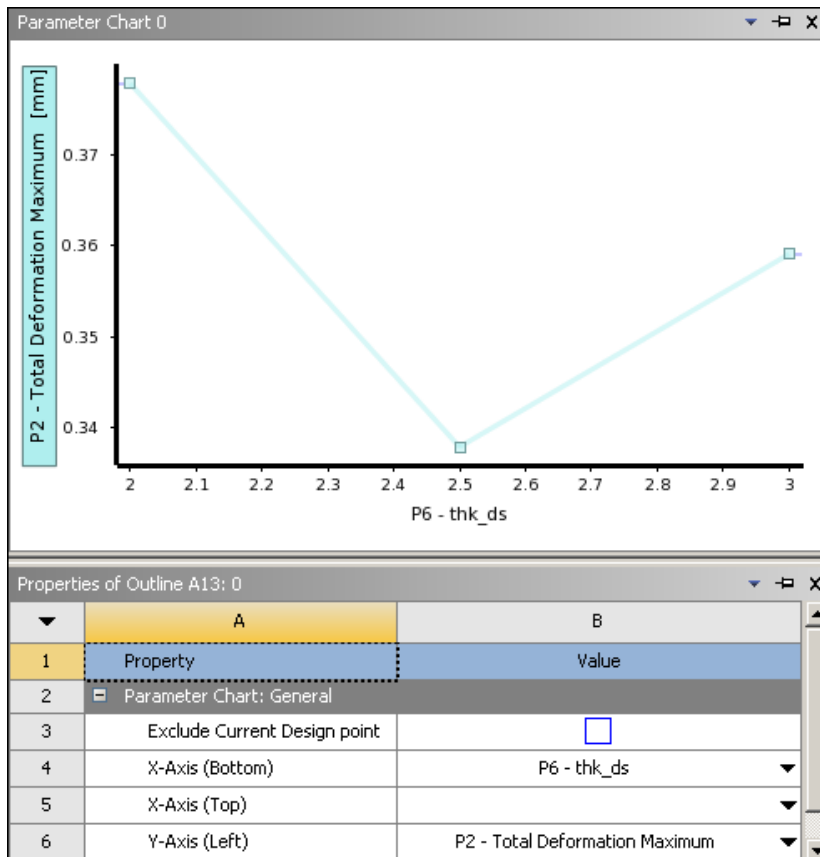 Parameter Chart 0
P2 - Total Deformation Maximum [mm]
0.37
0.36
0.35
0.34
2 2.1 2.2 2.3 2.4 2.5 2.6 2.7 2.8 2.9 3
P6 - thk_ds
Properties of Outline A13: 0
A B
1 Property Value
2 Parameter Chart: General
3 Exclude Current Design point
4 X-Axis (Bottom) P6 - thk_ds
5 X-Axis (Top)
6 Y-Axis (Left) P2 - Total Deformation Maximum